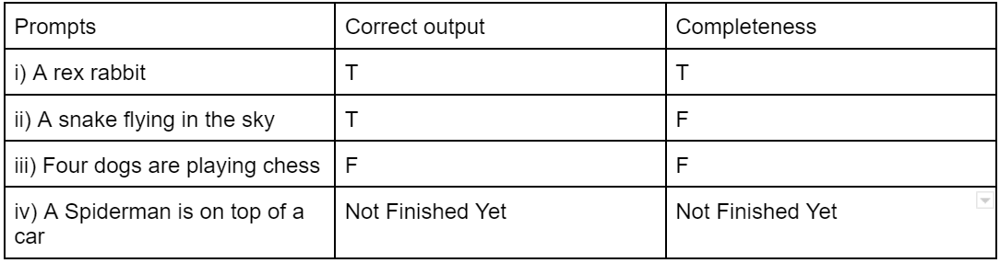 Prompts Correct output Completeness
i) A rex rabbit T T
ii) A snake flying in the sky T F
iii) Four dogs are playing chess F F
iv) A Spiderman is on top of a Not Finished Yet Not Finished Yet
car